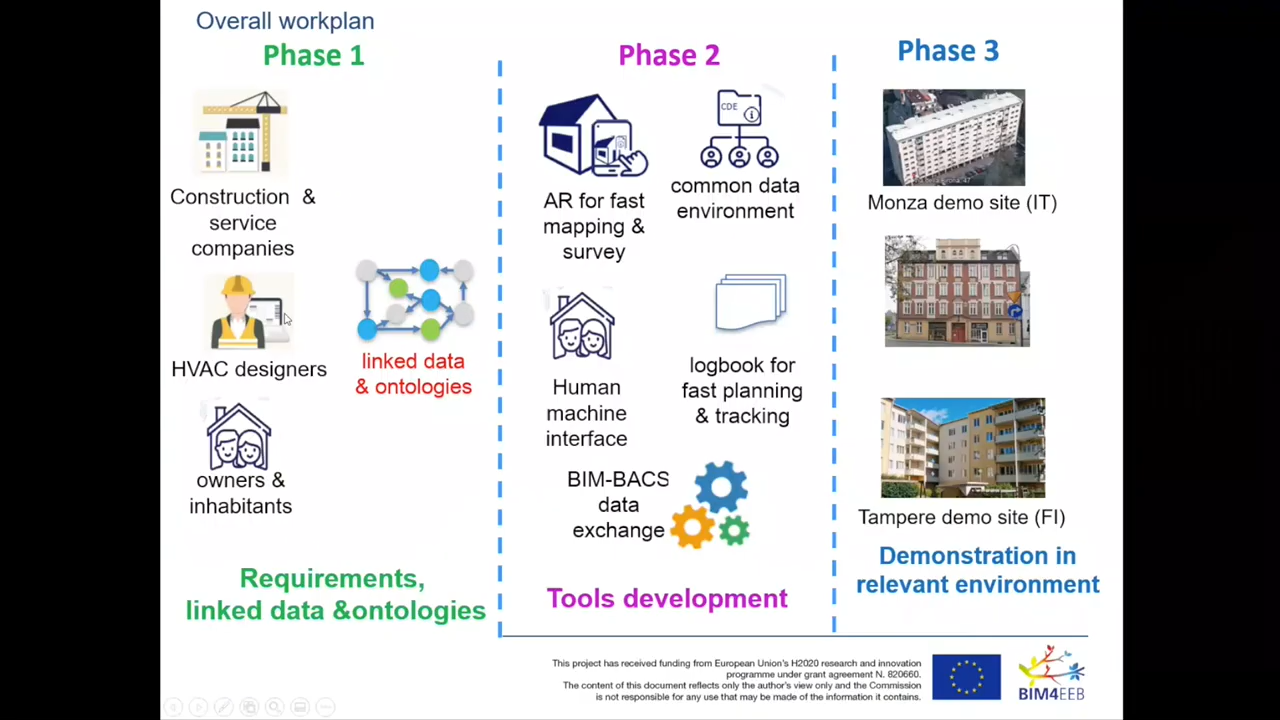 Overall workplan
Phase 1
Construction & 
service
companies
HVAC designers
owners &
inhabitants
linked data
& ontologies
Requirements,
linked data &ontologies
Phase 2
AR for fast
mapping &
survey
CDE
common data
environment
Human
machine
interface
logbook for
fast planning
& tracking
BIM-BACS
data
exchange
Tools development
Phase 3
Monza demo site (IT)
Tampere demo site (FI)
Demonstration in
relevant environment
This project has received funding from European Union's H2020 research and innovation
programme under grant agreement N. 820660.
The content of this document reflects only the author's view only and the Commission
is not responsible for any use that may be made of the information it contains.
BIM4EEB